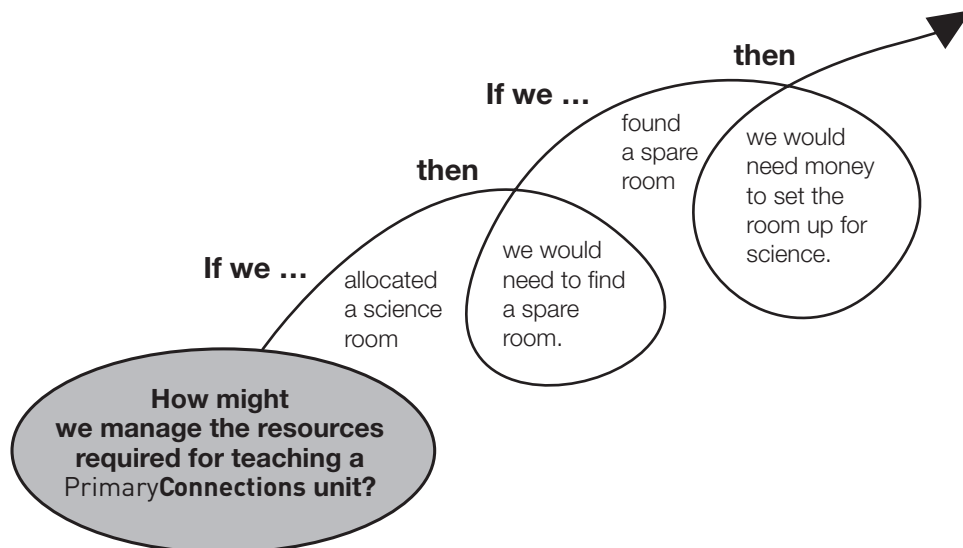 How might
we manage the resources
required for teaching a
PrimaryConnections unit?
If we ...
allocated
a science
room
then
we would
need to find
a spare
room.
If we ...
found
a spare
room
then
we would
need money
to set the
room up for
science.